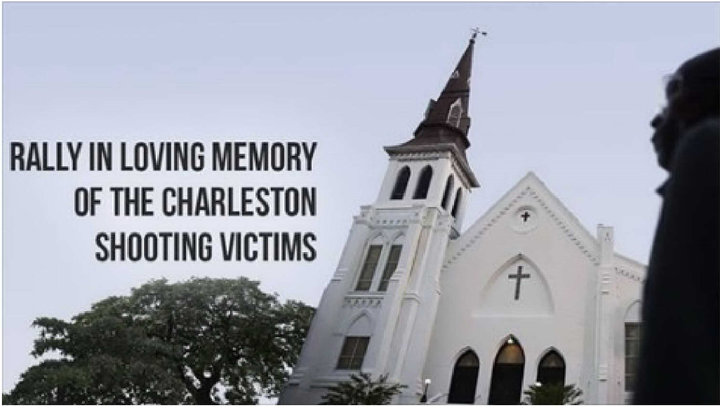 RALLY IN LOVING MEMORY
OF THE CHARLESTON
SHOOTING VICTIMS